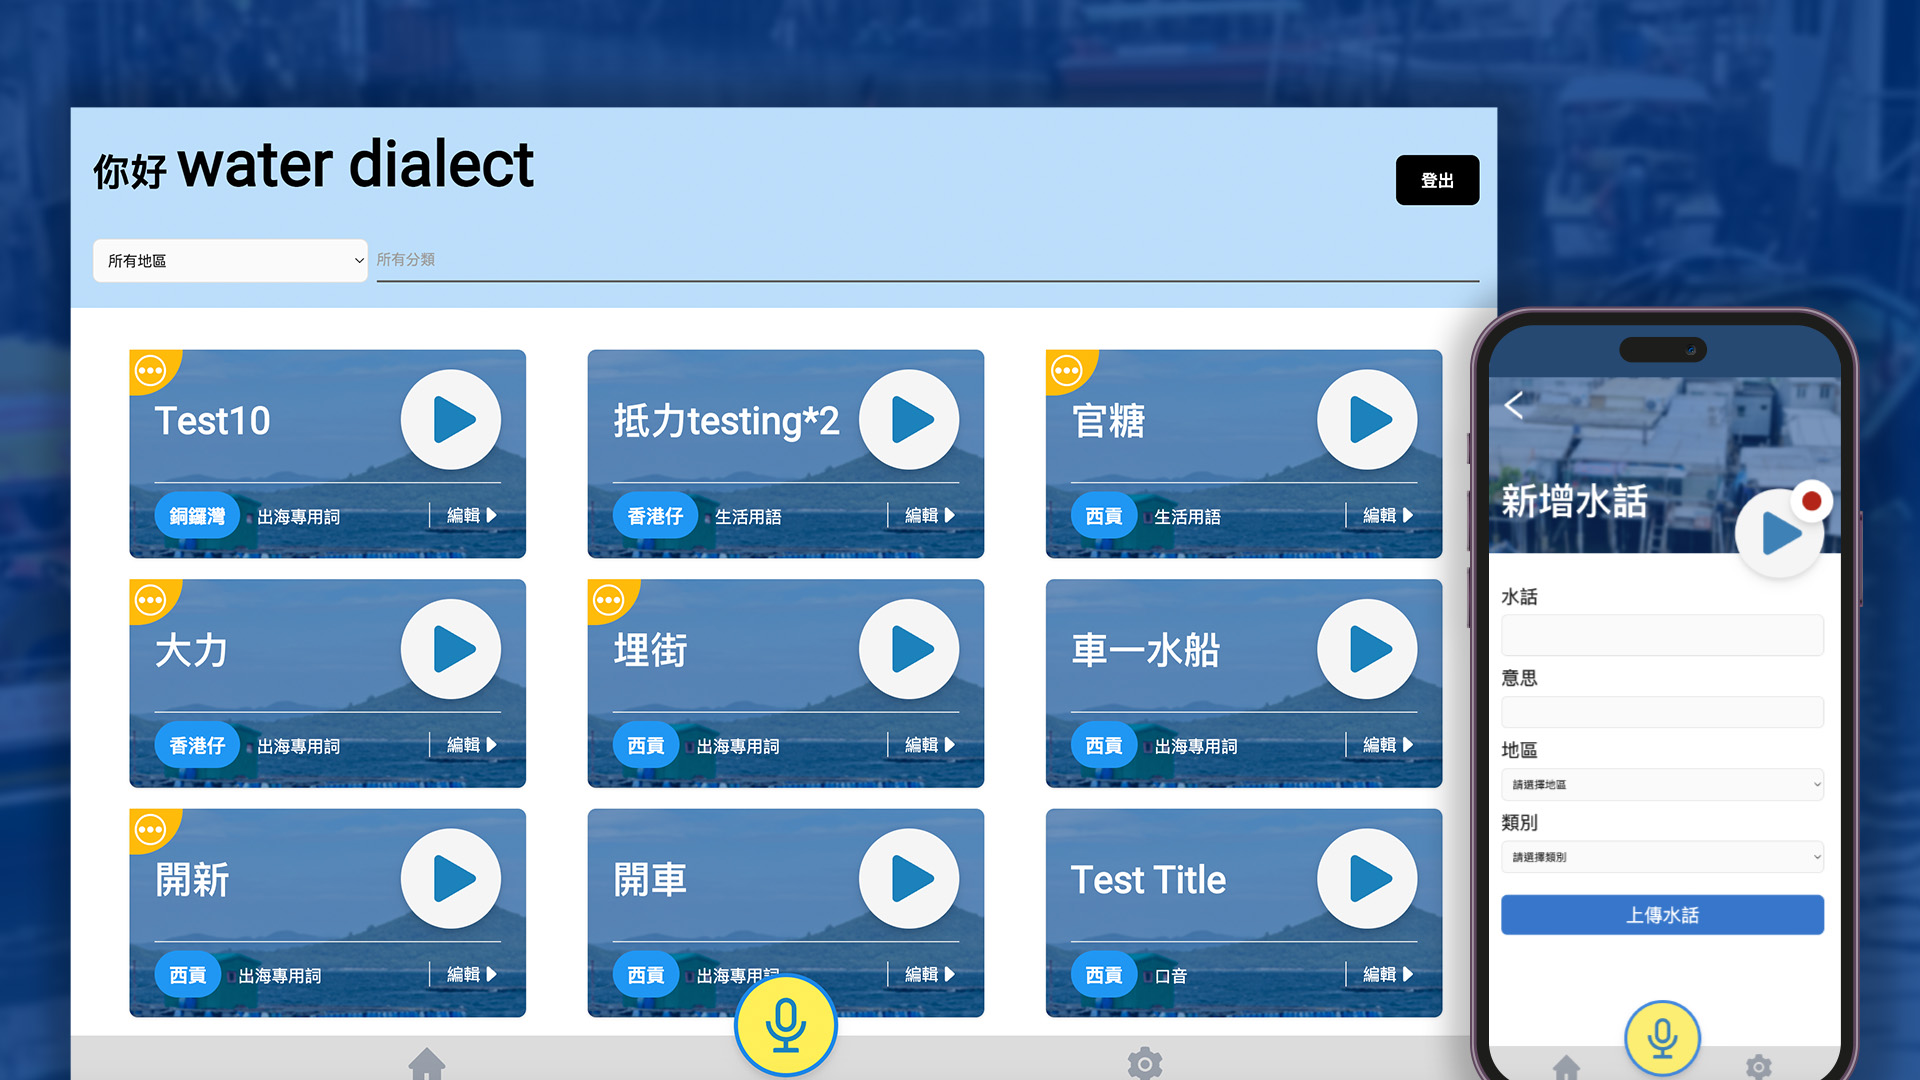 你好 water dialect
登出
所有地區
所有分類
Test10
銅鑼灣 出海專用詞 編輯
抵力testing*2
香港仔 生活用語 編輯
官糖
西貢 生活用語 編輯
大力
香港仔 出海專用詞 編輯
埋街
西貢 出海專用詞 編輯
車一水船
西貢 出海專用詞 編輯
開新
西貢 出海專用詞 編輯
開車
西貢 出海專用詞 編輯
Test Title
西貢 口音 編輯
新增水話
水話
意思
地區
請選擇地區
類別
請選擇類別
上傳水話